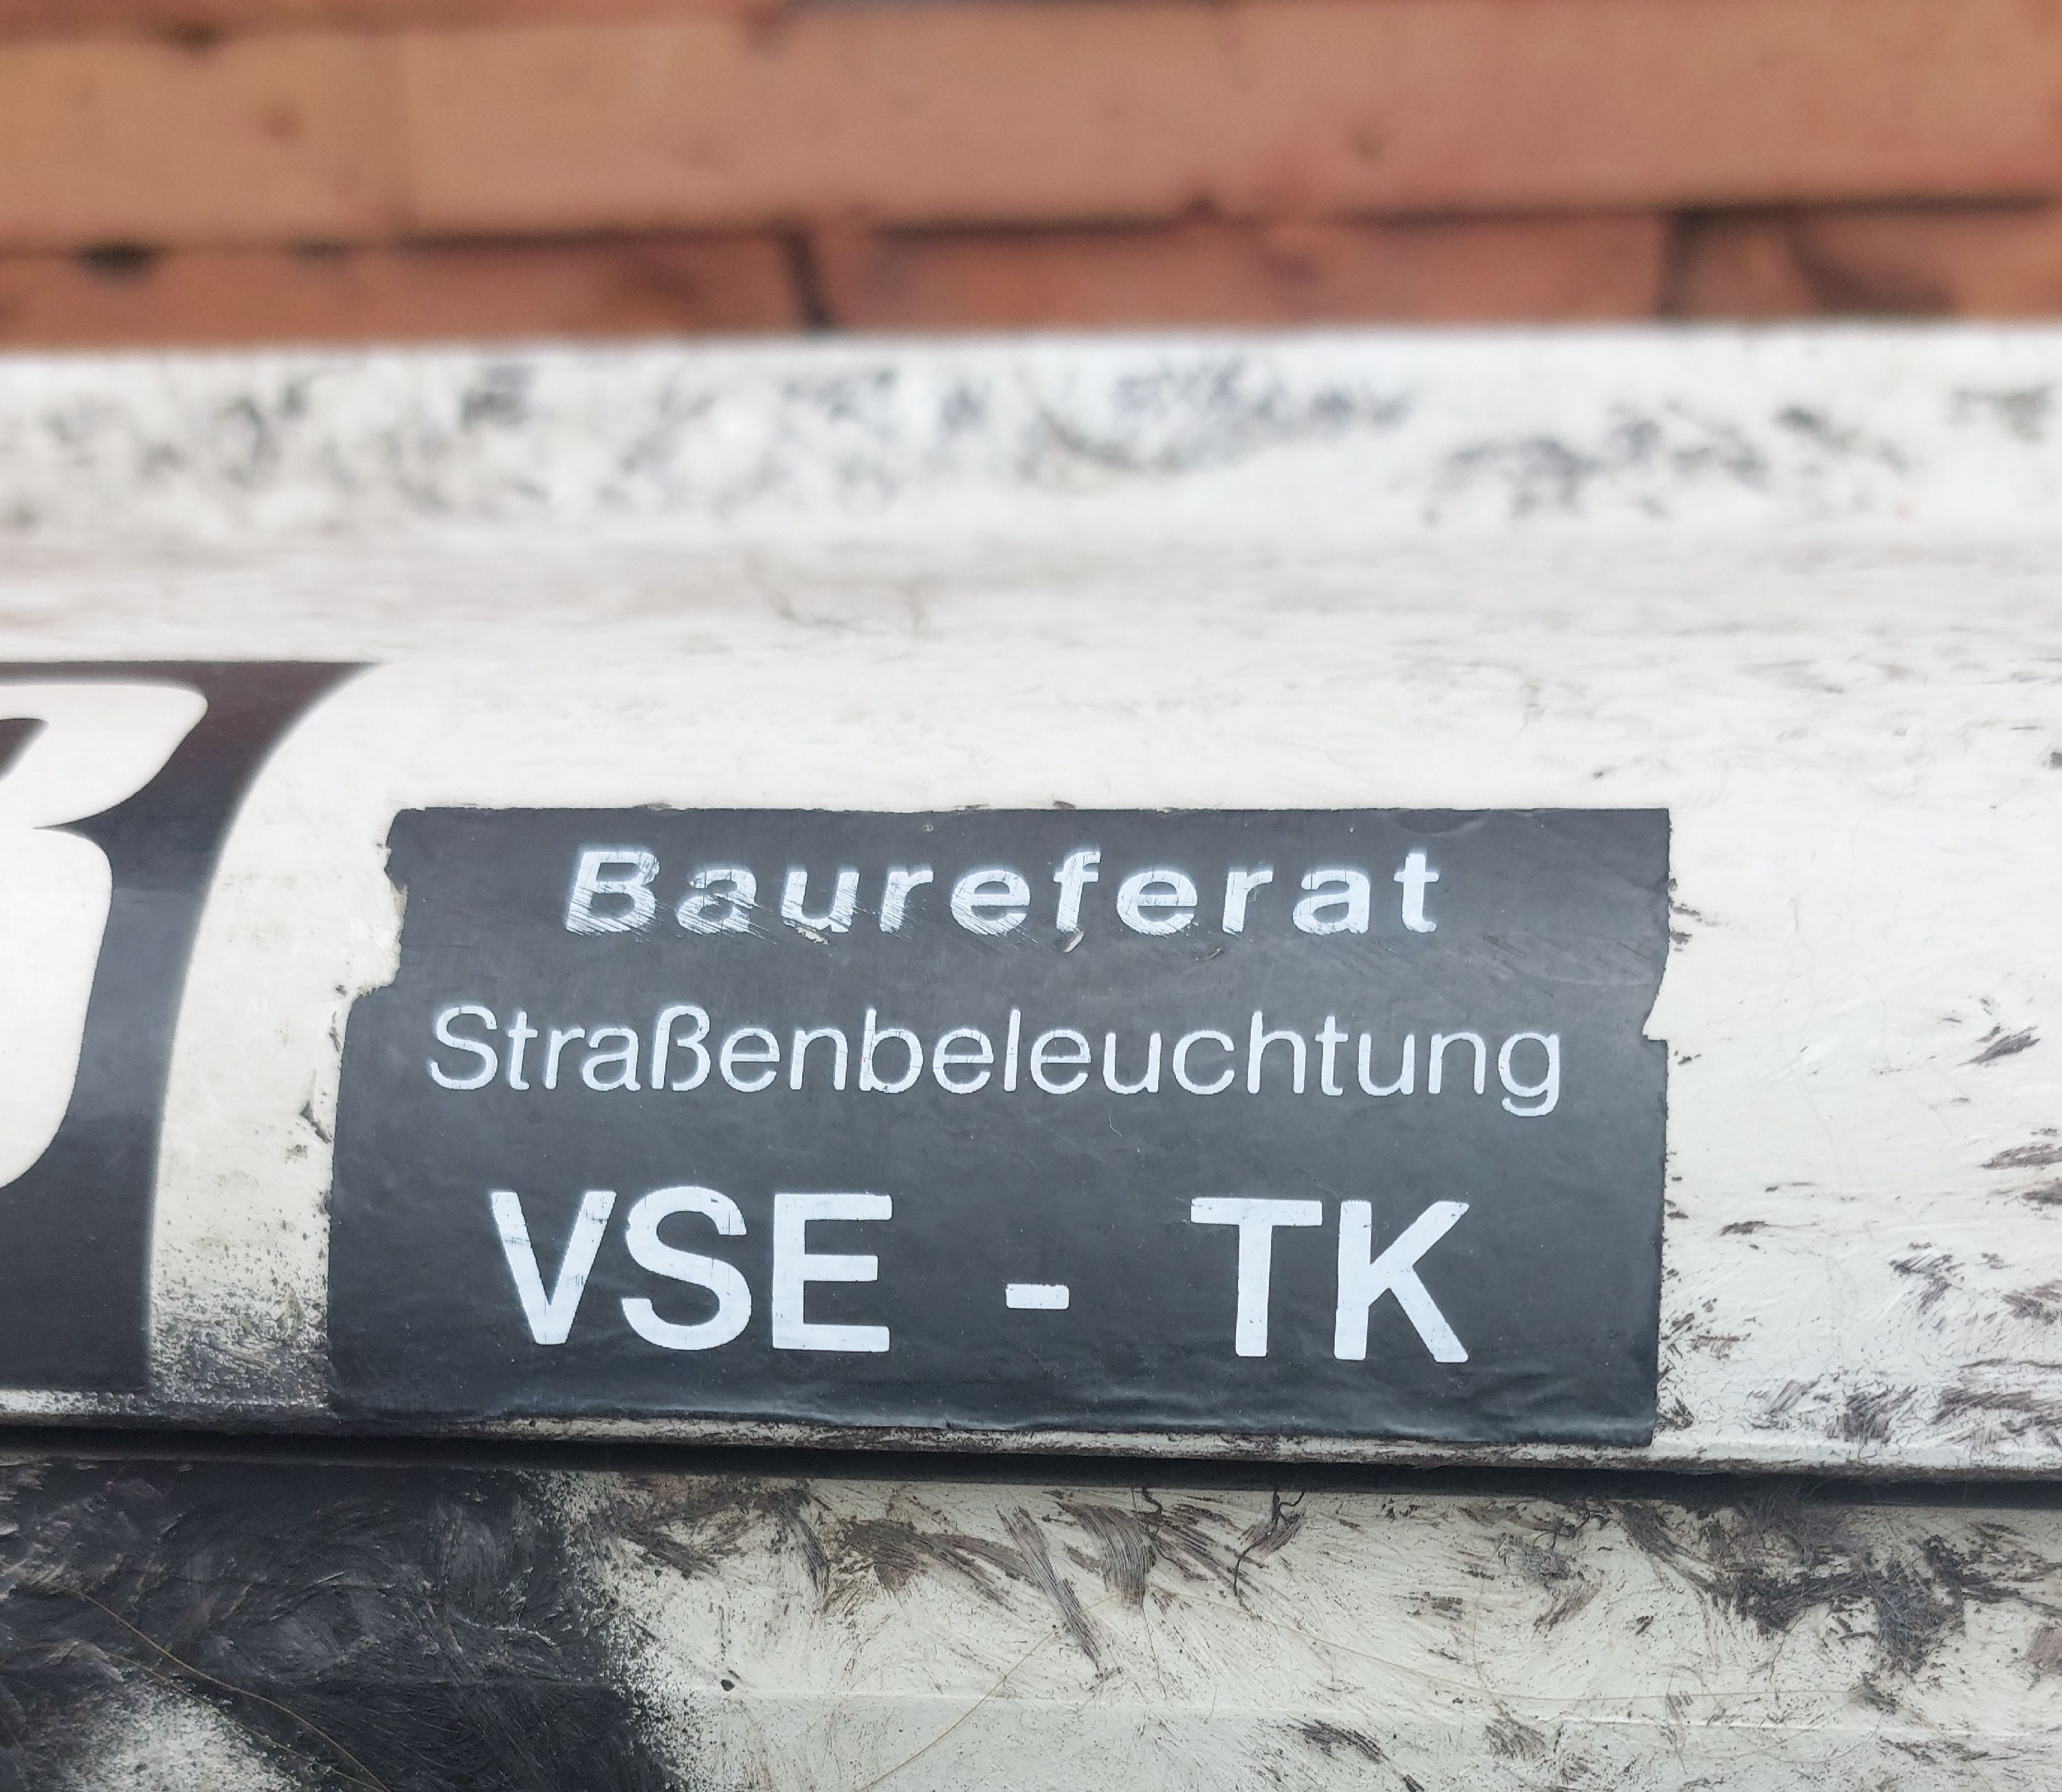 Baureferat
Straßenbeleuchtung
VSE - TK